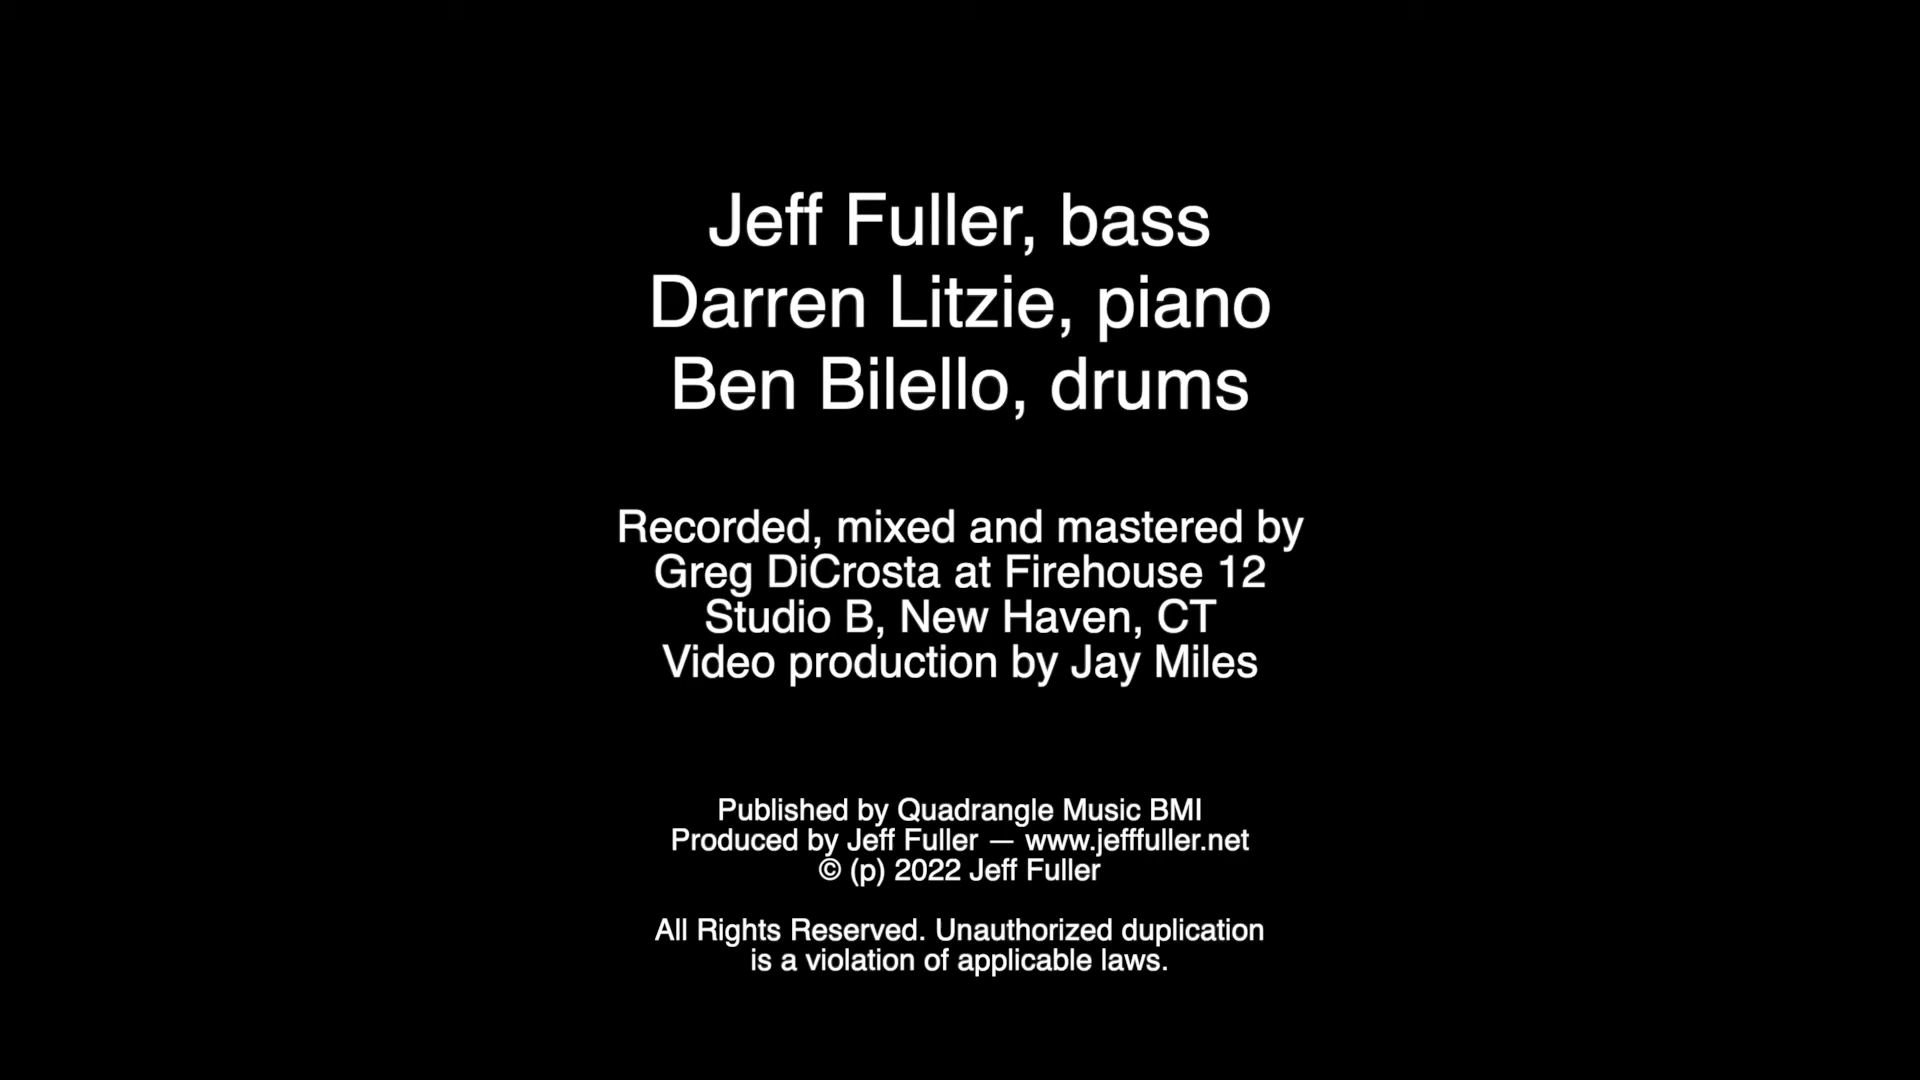 Jeff Fuller, bass
Darren Litzie, piano
Ben Bilello, drums
Recorded, mixed and mastered by
Greg DiCrosta at Firehouse 12
Studio B, New Haven, CT
Video production by Jay Miles
Published by Quadrangle Music BMI
Produced by Jeff Fuller — www.jefffuller.net
© (p) 2022 Jeff Fuller
All Rights Reserved. Unauthorized duplication
is a violation of applicable laws.